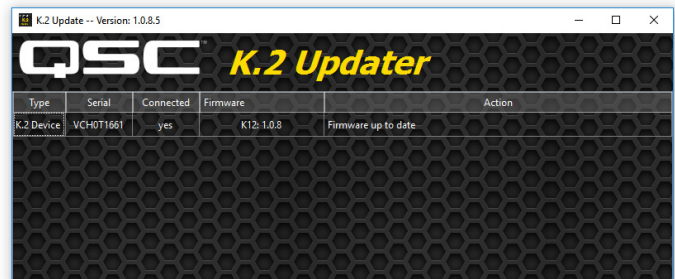 K.2 Update -- Version: 1.0.8.5
QSC K.2 Updater
Type Serial Connected Firmware Action
K.2 Device VCH0T1661 yes K12: 1.0.8 Firmware up to date